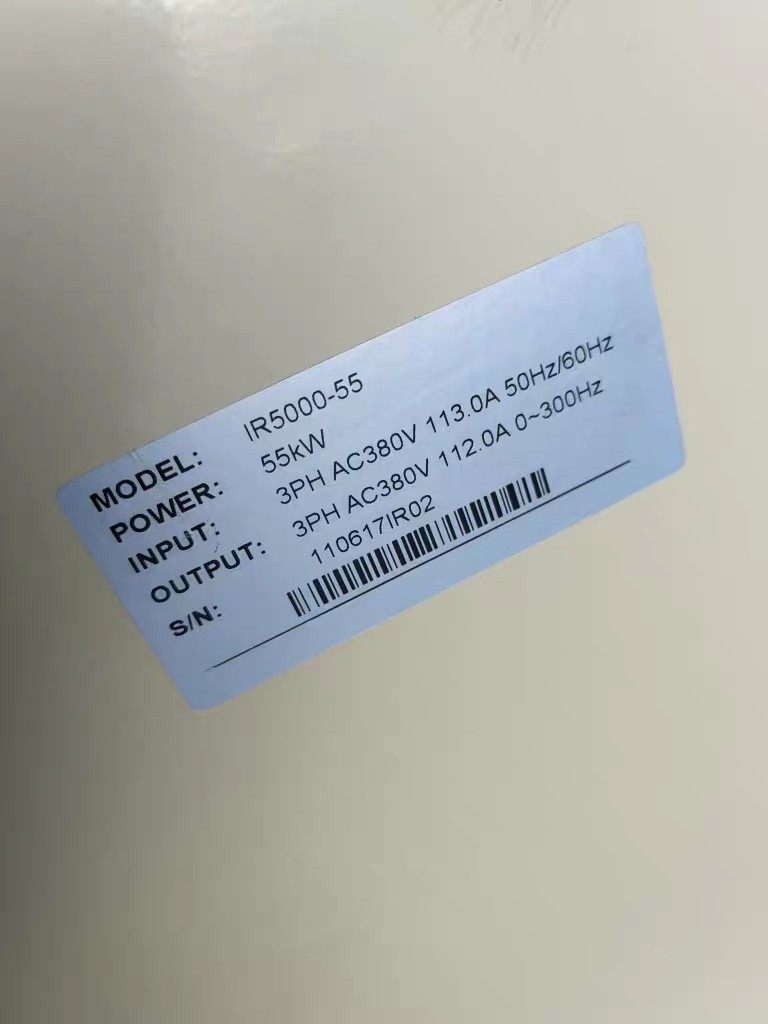 MODEL: IR5000-55
POWER: 55kW
INPUT: 3PH AC380V 113.0A 50Hz/60Hz
OUTPUT: 3PH AC380V 112.0A 0~300Hz
S/N: 110617IR02